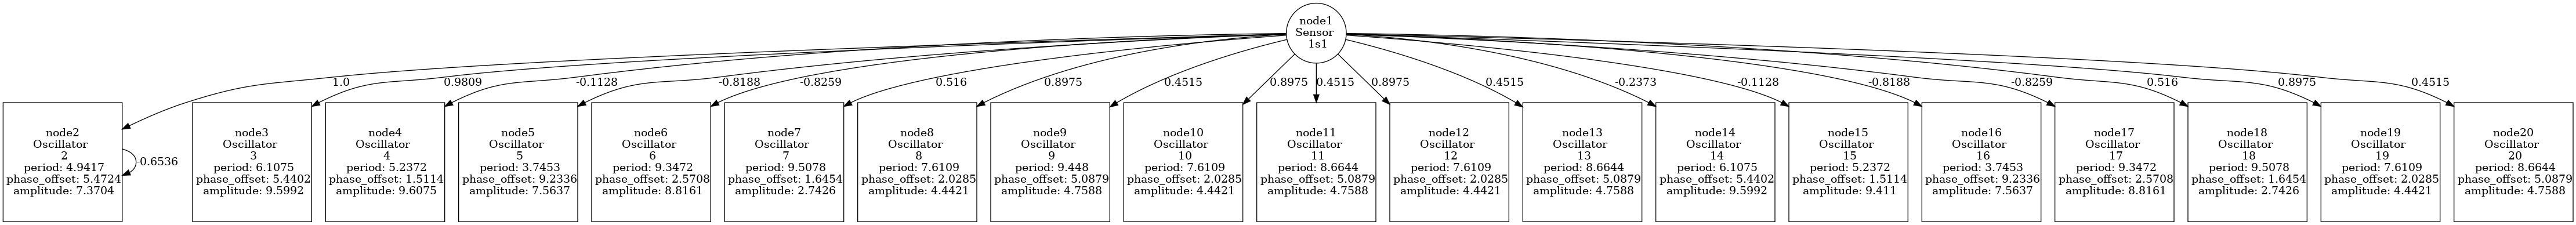 node1
Sensor
1s1
1.0
0.9809
-0.1128
-0.8188
-0.8259
0.516
0.8975
0.4515
0.8975
0.4515
0.8975
0.4515
-0.2373
-0.1128
-0.8188
-0.8259
0.516
0.8975
0.4515
node2
Oscillator
2
period: 4.9417
phase_offset: 5.4724
amplitude: 7.3704
-0.6536
node3
Oscillator
3
period: 6.1075
phase_offset: 5.4402
amplitude: 9.5992
node4
Oscillator
4
period: 5.2372
phase_offset: 1.5114
amplitude: 9.6075
node5
Oscillator
5
period: 3.7453
phase_offset: 9.2336
amplitude: 7.5637
node6
Oscillator
6
period: 9.3472
phase_offset: 2.5708
amplitude: 8.8161
node7
Oscillator
7
period: 9.5078
phase_offset: 1.6454
amplitude: 2.7426
node8
Oscillator
8
period: 7.6109
phase_offset: 2.0285
amplitude: 4.4421
node9
Oscillator
9
period: 9.448
phase_offset: 5.0879
amplitude: 4.7588
node10
Oscillator
10
period: 7.6109
phase_offset: 2.0285
amplitude: 4.4421
node11
Oscillator
11
period: 8.6644
phase_offset: 5.0879
amplitude: 4.7588
node12
Oscillator
12
period: 7.6109
phase_offset: 2.0285
amplitude: 4.4421
node13
Oscillator
13
period: 8.6644
phase_offset: 5.0879
amplitude: 4.7588
node14
Oscillator
14
period: 6.1075
phase_offset: 5.4402
amplitude: 9.5992
node15
Oscillator
15
period: 5.2372
phase_offset: 1.5114
amplitude: 9.411
node16
Oscillator
16
period: 3.7453
phase_offset: 9.2336
amplitude: 7.5637
node17
Oscillator
17
period: 9.3472
phase_offset: 2.5708
amplitude: 8.8161
node18
Oscillator
18
period: 9.5078
phase_offset: 1.6454
amplitude: 2.7426
node19
Oscillator
19
period: 7.6109
phase_offset: 2.0285
amplitude: 4.4421
node20
Oscillator
20
period: 8.6644
phase_offset: 5.0879
amplitude: 4.7588